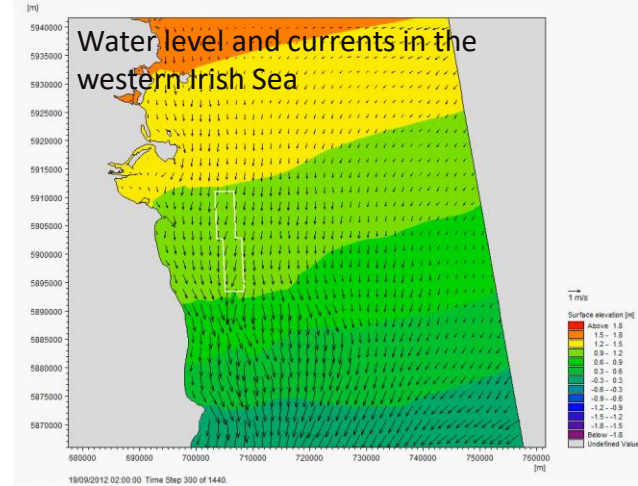 [m]
5940000
Water level and currents in the
5935000
western Irish Sea
5930000
5925000
5920000
5915000
5910000
5905000
5900000
5895000
5890000
5885000
5880000
5875000
5870000
680000 690000 700000 710000 720000 730000 740000 750000 760000
[m]
1 m/s
Surface elevation [m]
Above 1.8
1.5 - 1.8
1.2 - 1.5
0.9 - 1.2
0.6 - 0.9
0.3 - 0.6
-0.3 - 0.3
-0.6 - -0.3
-0.9 - -0.6
-1.2 - -0.9
-1.5 - -1.2
-1.8 - -1.5
Below -1.8
Undefined Value
19/09/2012 02:00:00 Time Step 300 of 1440.